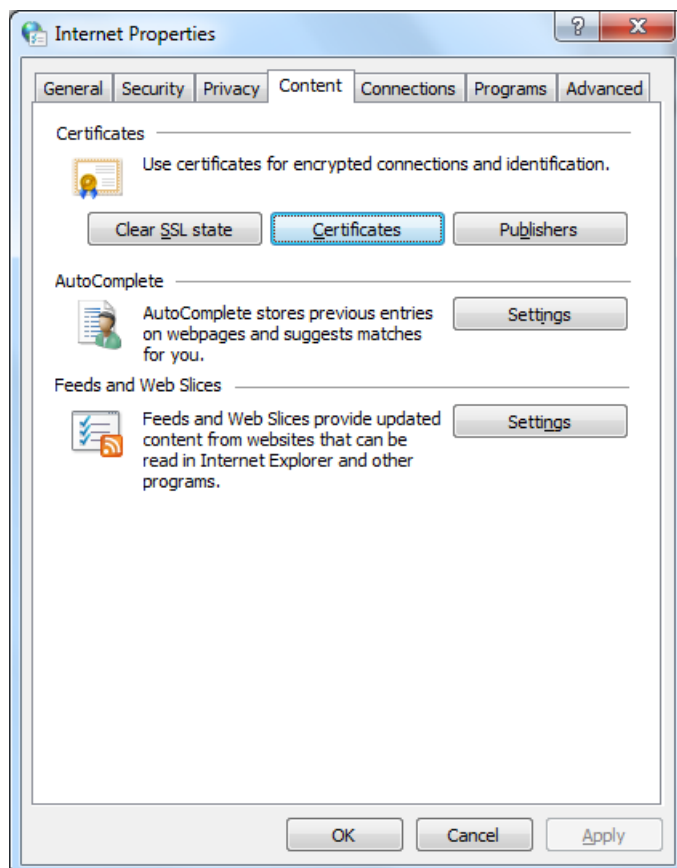 Internet Properties
?
General Security Privacy Content Connections Programs Advanced
Certificates
Use certificates for encrypted connections and identification.
Clear SSL state Certificates Publishers
AutoComplete
AutoComplete stores previous entries
on webpages and suggests matches
for you.
Settings
Feeds and Web Slices
Feeds and Web Slices provide updated
content from websites that can be
read in Internet Explorer and other
programs.
Settings
OK Cancel Apply